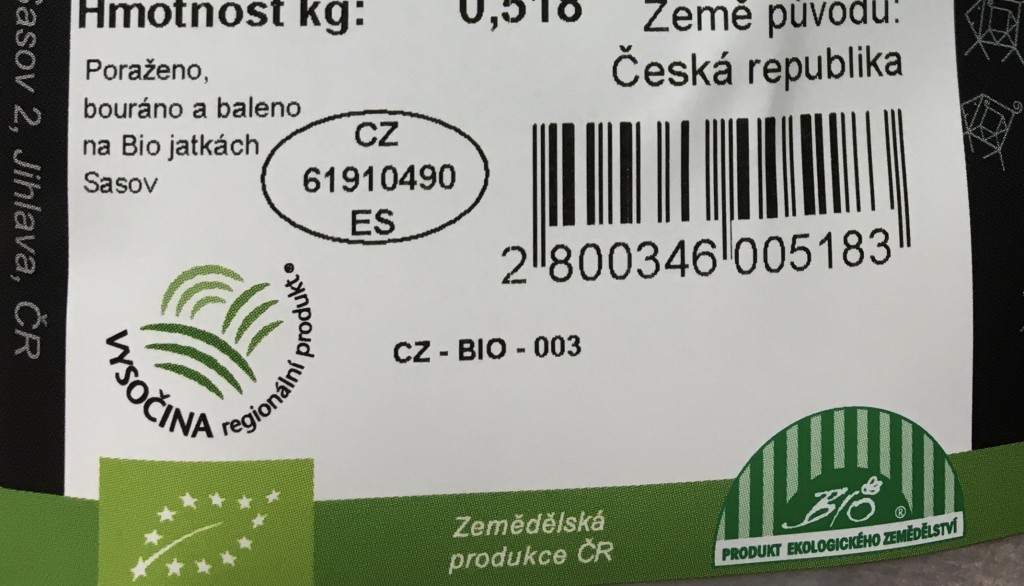 Hmotnost kg: 0,518 Země původu:
Česká republika
Poraženo,
bouráno a baleno
na Bio jatkách
Sasov
CZ
61910490
ES
2 800346 005183
Sasov 2, Jihlava, ČR
VYSOČINA regionální produkt®
CZ - BIO - 003
Zemědělská
produkce ČR
BIO ®
PRODUKT EKOLOGICKÉHO ZEMĚDĚLSTVÍ